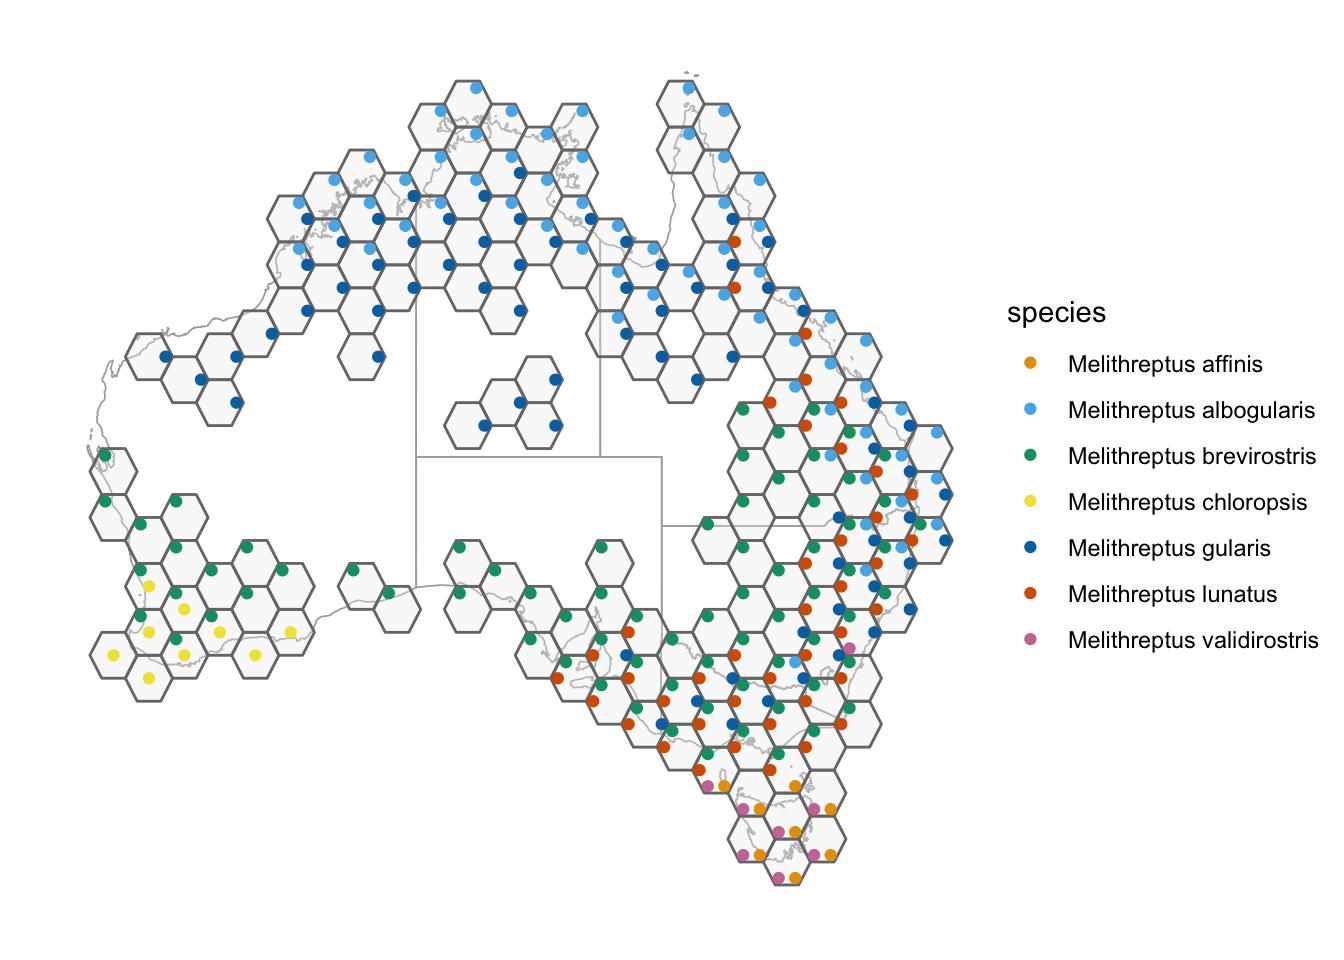 species
Melithreptus affinis
Melithreptus albogularis
Melithreptus brevirostris
Melithreptus chloropsis
Melithreptus gularis
Melithreptus lunatus
Melithreptus validirostris